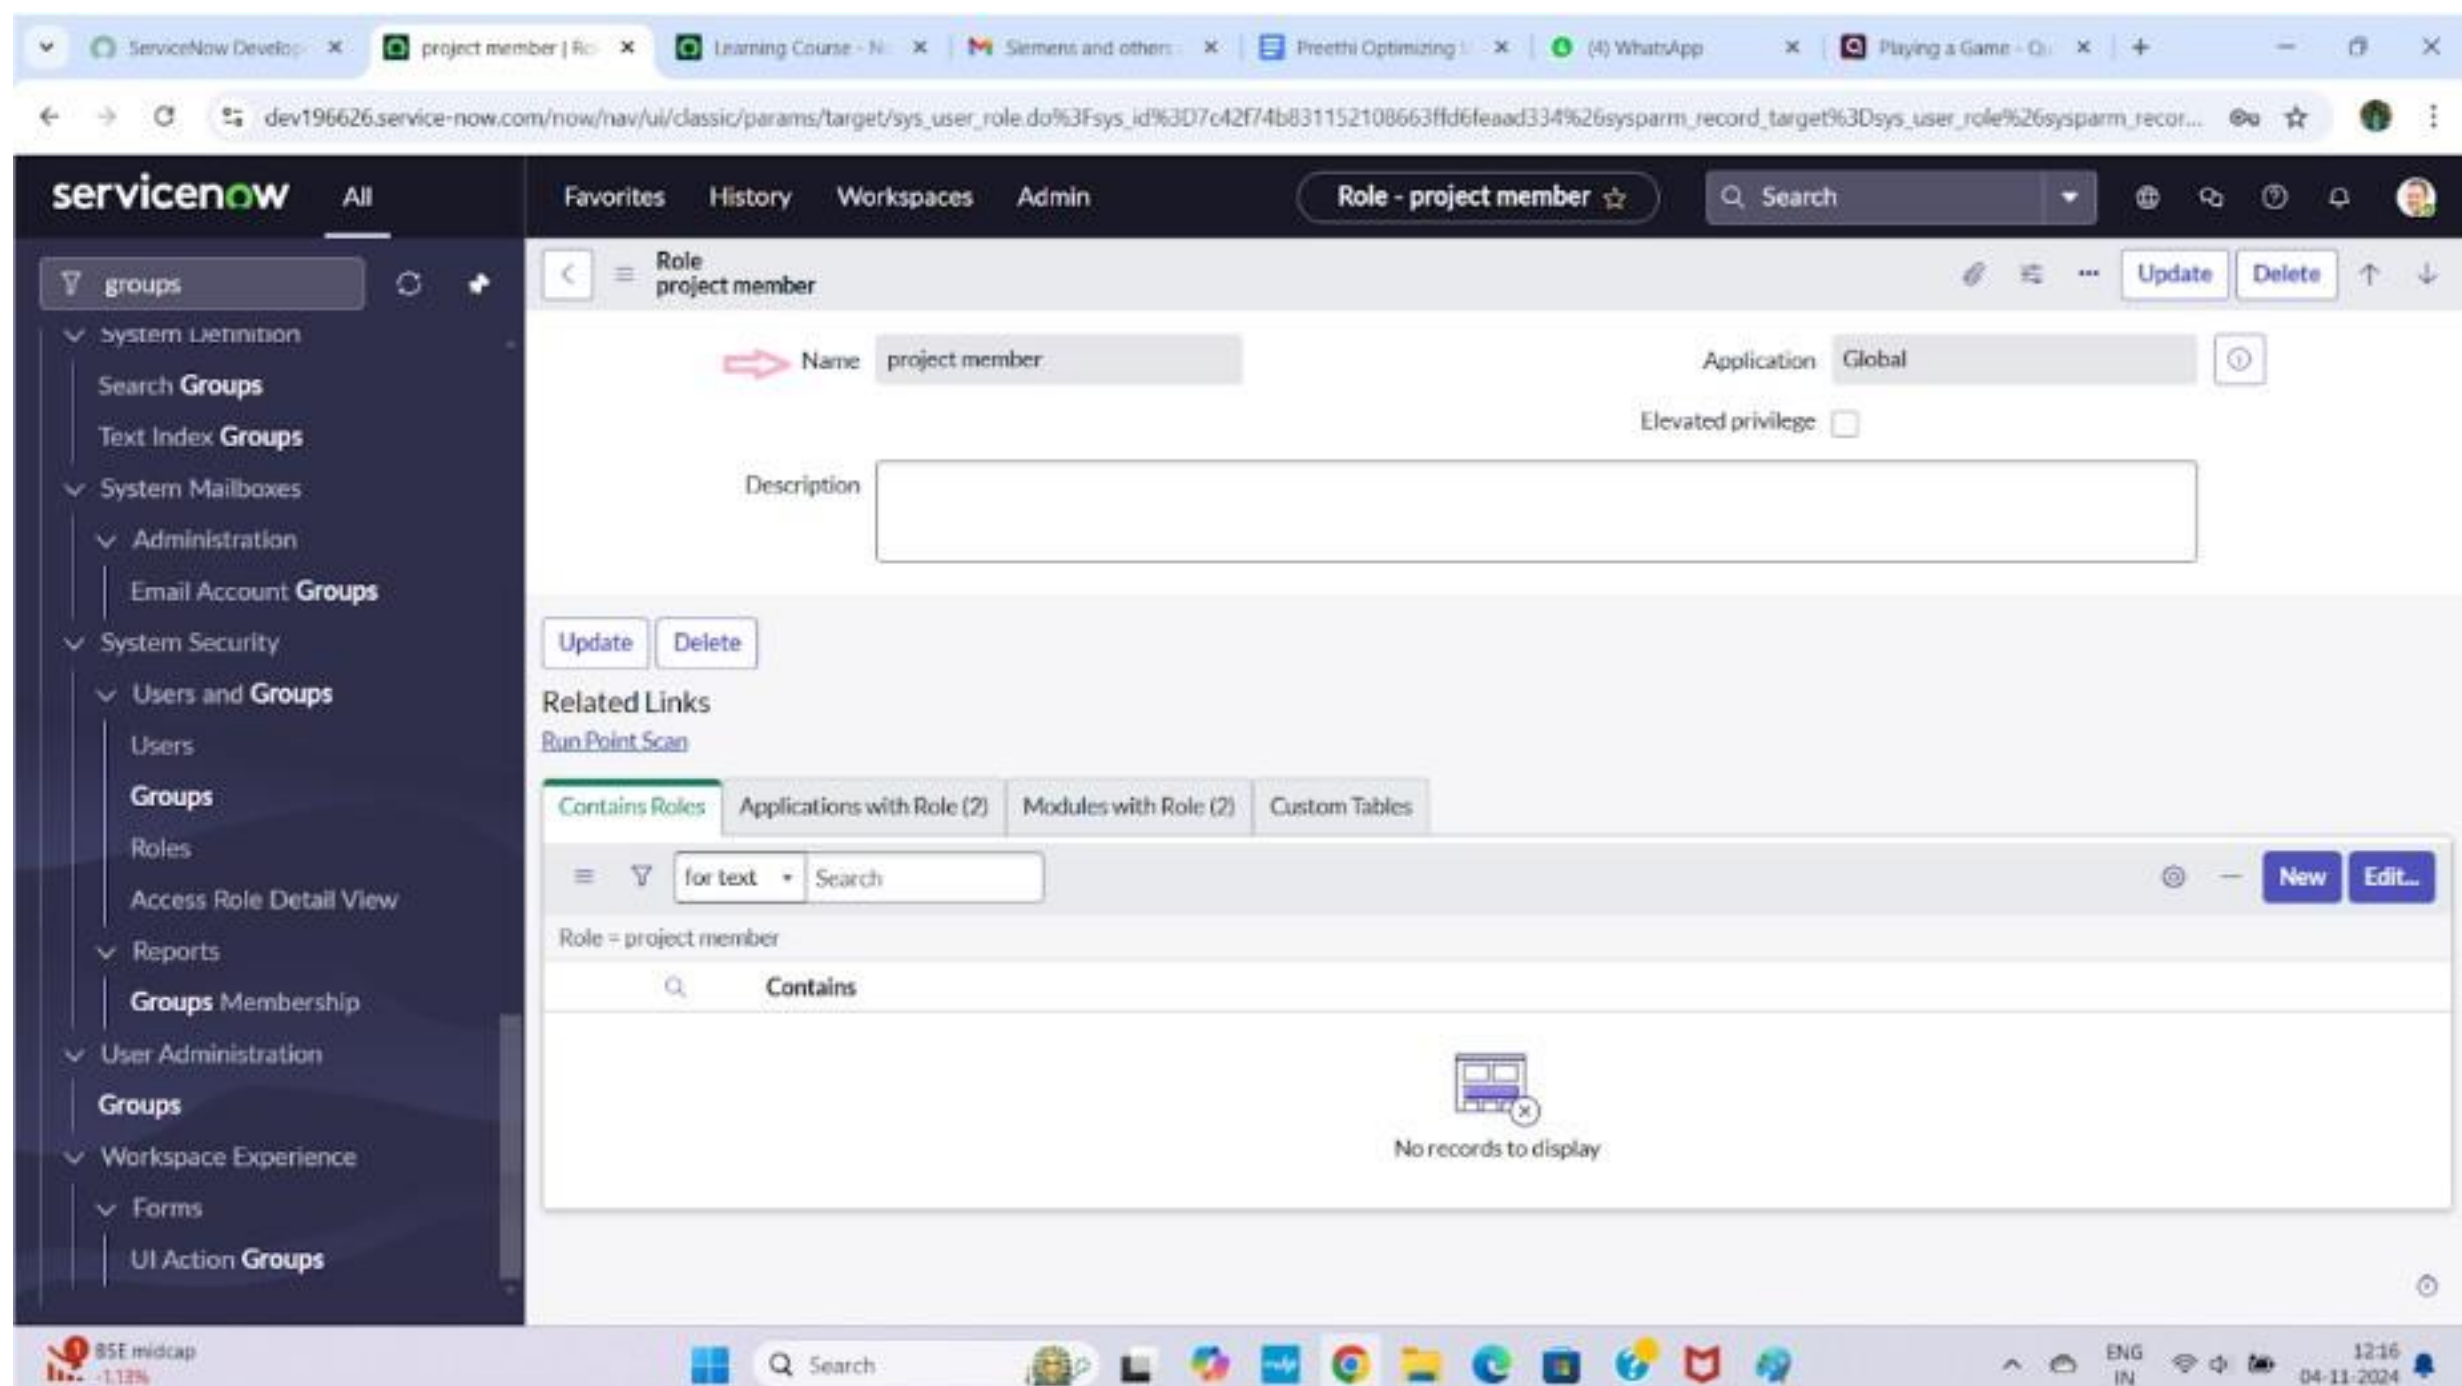 ServiceNow Develop
project member | Ro
Learning Course - N
Siemens and others
Preethi Optimizing
(4) WhatsApp
Playing a Game - Qu
dev196626.service-now.com/now/nav/ui/classic/params/target/sys_user_role.do%3Fsys_id%3D7c42f74b831152108663ffd6feaad334%26sysparm_record_target%3Dsys_user_role%26sysparm_recor...
servicenow All Favorites History Workspaces Admin Role - project member Search
groups
System Definition
Search Groups
Text Index Groups
System Mailboxes
Administration
Email Account Groups
System Security
Users and Groups
Users
Groups
Roles
Access Role Detail View
Reports
Groups Membership
User Administration
Groups
Workspace Experience
Forms
UI Action Groups
Role
project member
Update Delete
Name project member
Application Global
Elevated privilege
Description
Update Delete
Related Links
Run Point Scan
Contains Roles Applications with Role (2) Modules with Role (2) Custom Tables
for text Search New Edit...
Role = project member
Contains
No records to display
BSE midcap
-1.13%
Search
ENG
IN
12:16
04-11-2024